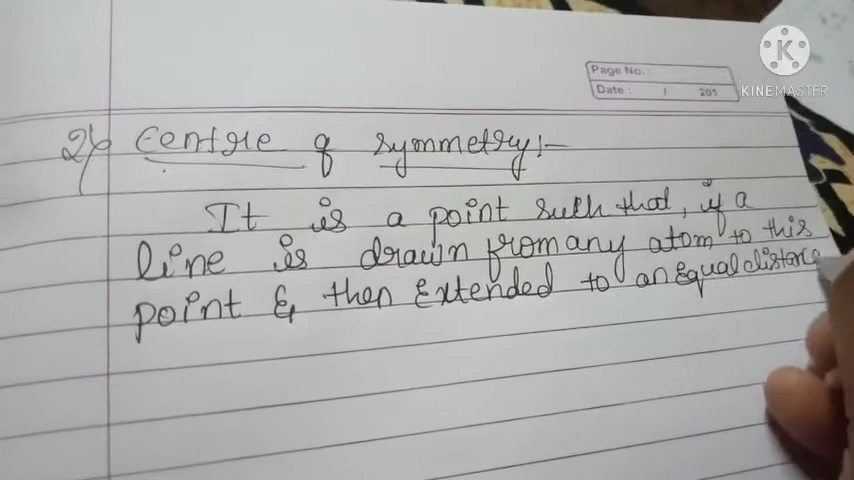 Page No. :
Date : / 201
KINEMASTER
2) Centre of symmetry:-
It is a point such that, if a
line is drawn from any atom to this
point & then Extended to an Equal distance